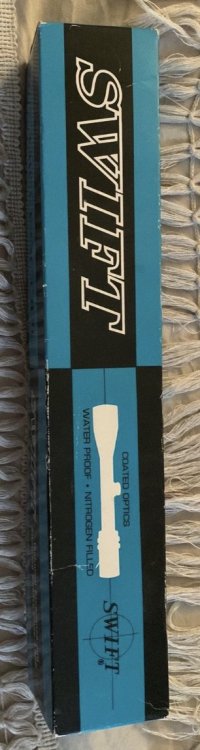 SWIFT
COATED OPTICS
WATER PROOF • NITROGEN FILLED
SWIFT®